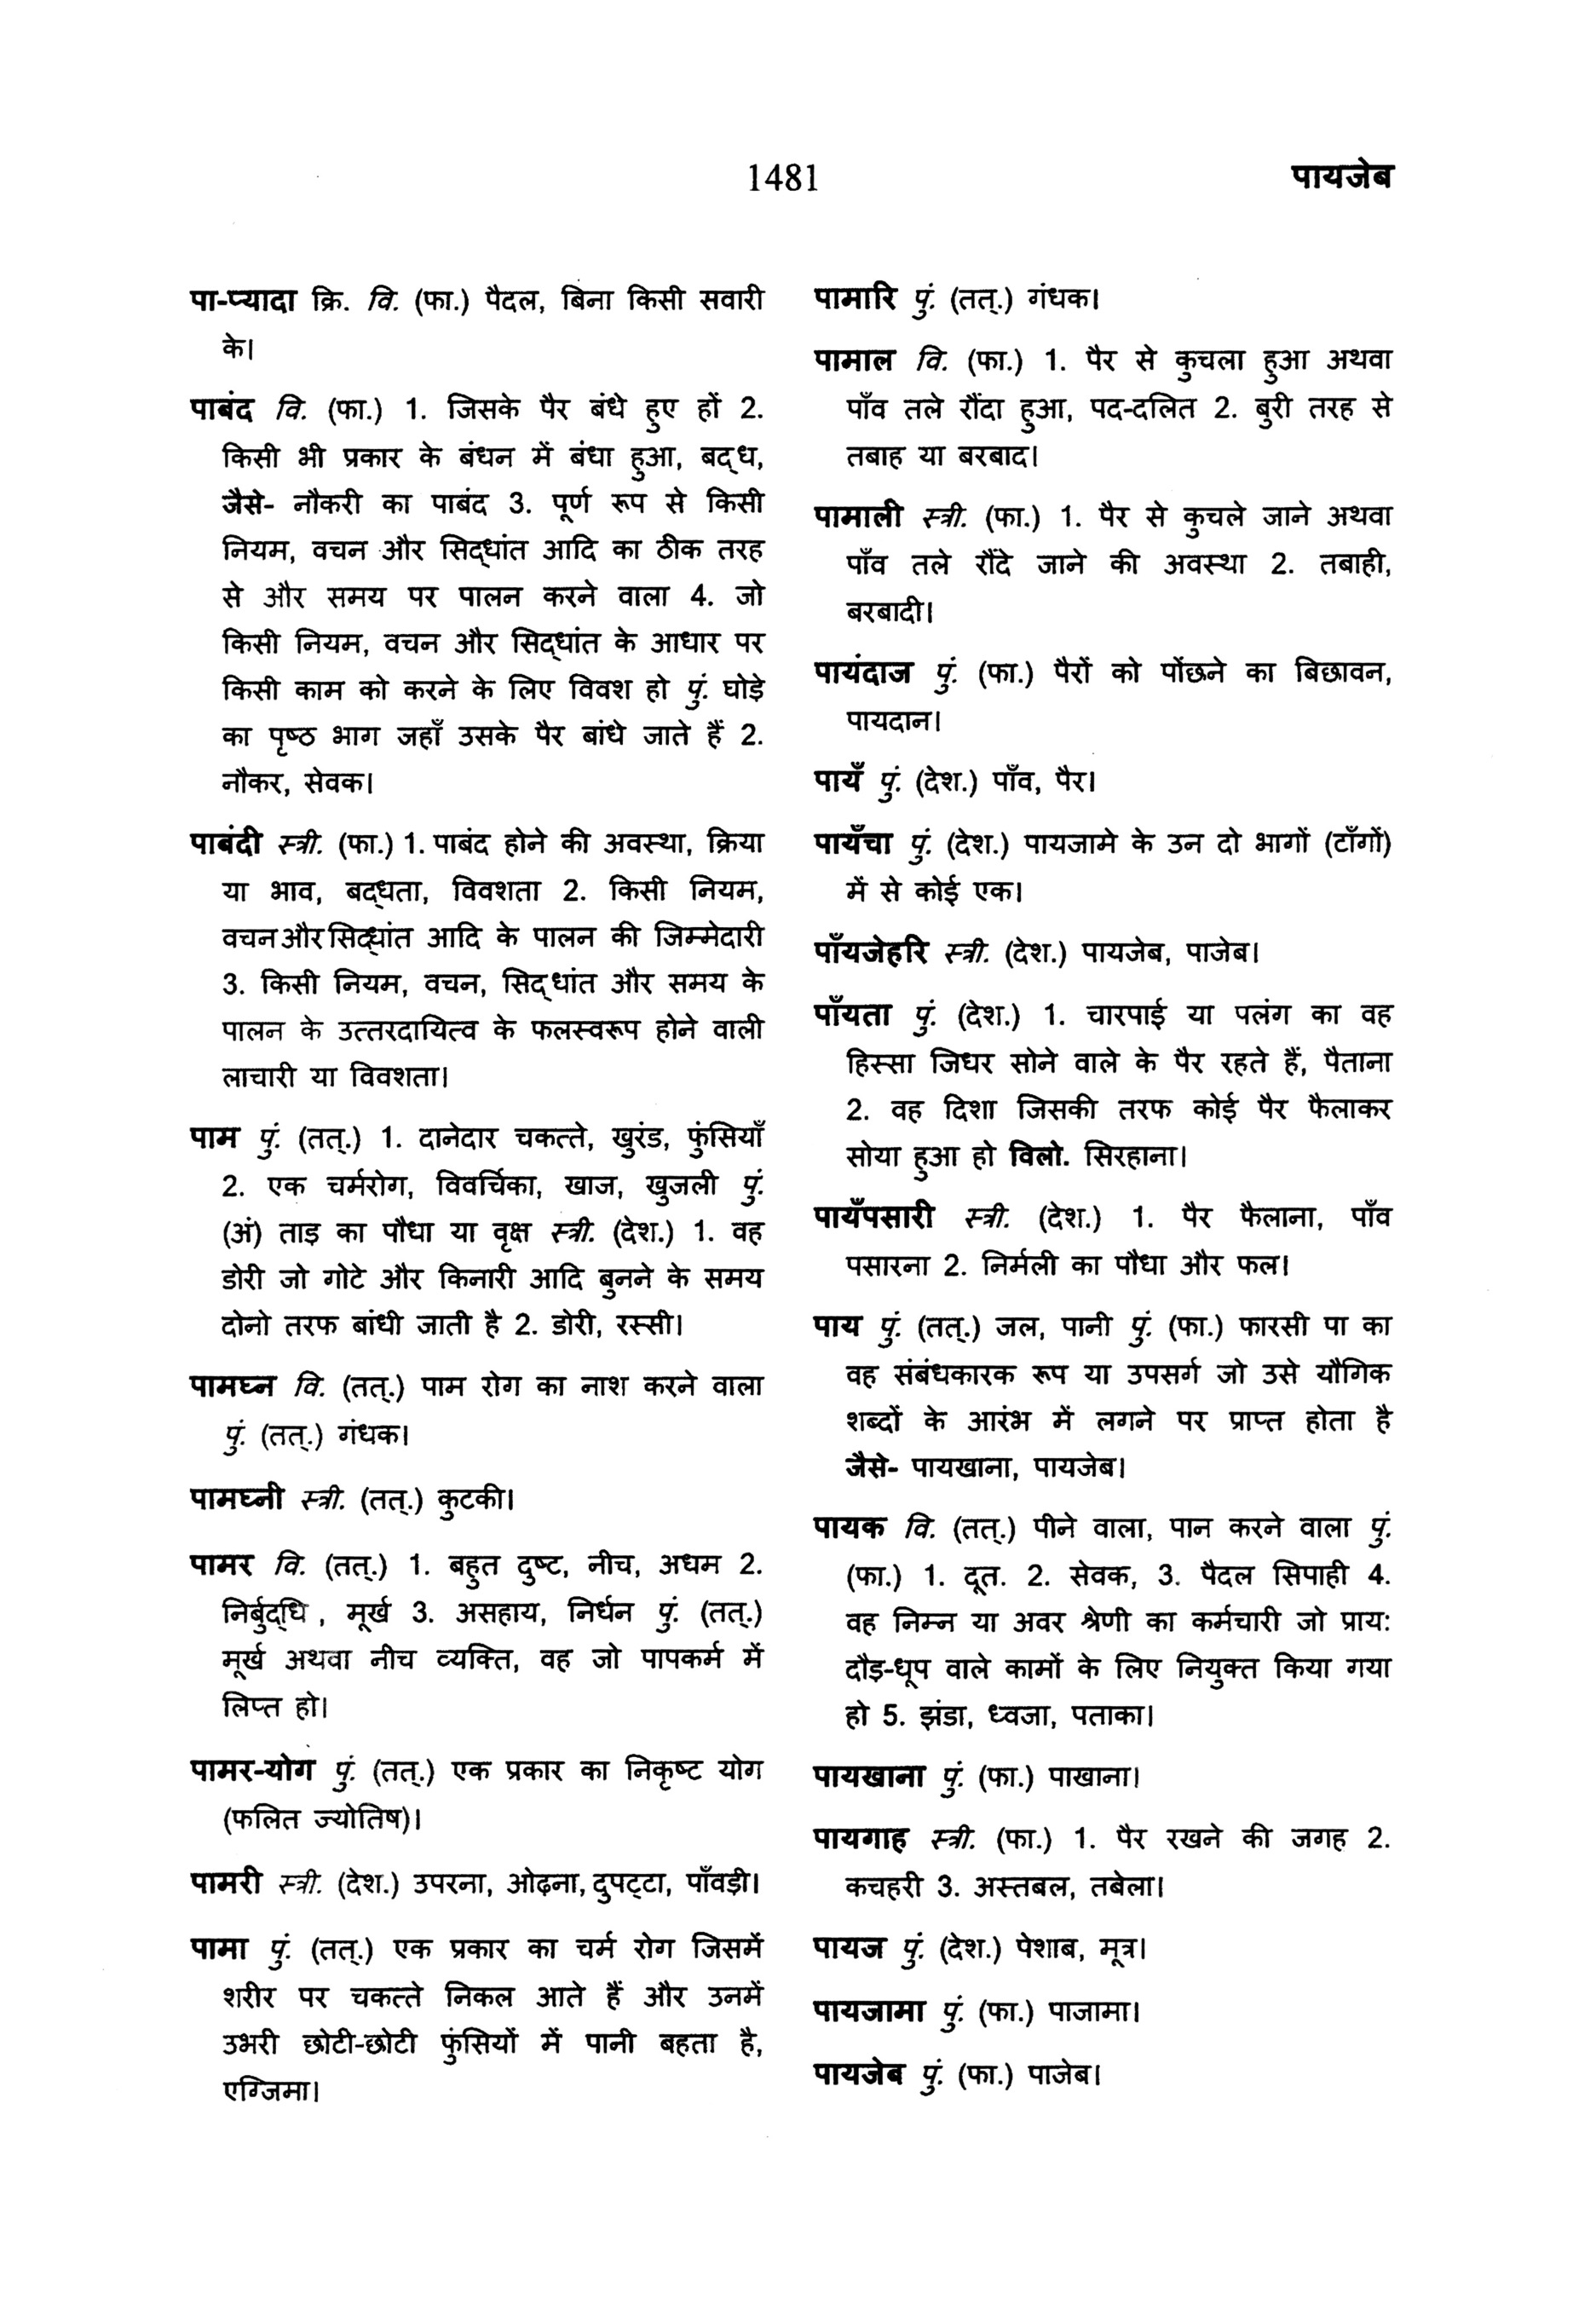 1481
पायजेब
पा-प्यादा क्रि. वि. (फा.) पैदल, बिना किसी सवारी
के।
पाबंद वि. (फा.) 1. जिसके पैर बंधे हुए हों 2.
किसी भी प्रकार के बंधन में बंधा हुआ, बद्ध,
जैसे- नौकरी का पाबंद 3. पूर्ण रूप से किसी
नियम, वचन और सिद्धांत आदि का ठीक तरह
से और समय पर पालन करने वाला 4. जो
किसी नियम, वचन और सिद्धांत के आधार पर
किसी काम को करने के लिए विवश हो पुं. घोड़े
का पृष्ठ भाग जहाँ उसके पैर बांधे जाते हैं 2.
नौकर, सेवक।
पाबंदी स्त्री. (फा.) 1. पाबंद होने की अवस्था, क्रिया
या भाव, बद्धता, विवशता 2. किसी नियम,
वचन और सिद्धांत आदि के पालन की जिम्मेदारी
3. किसी नियम, वचन, सिद्धांत और समय के
पालन के उत्तरदायित्व के फलस्वरूप होने वाली
लाचारी या विवशता।
पाम पुं. (तत्.) 1. दानेदार चकत्ते, खुरंड, फुंसियाँ
2. एक चर्मरोग, विवर्चिका, खाज, खुजली पुं.
(अं) ताड़ का पौधा या वृक्ष स्त्री. (देश.) 1. वह
डोरी जो गोटे और किनारी आदि बुनने के समय
दोनो तरफ बांधी जाती है 2. डोरी, रस्सी।
पामघ्न वि. (तत्.) पाम रोग का नाश करने वाला
पुं. (तत्.) गंधक।
पामघ्नी स्त्री. (तत्.) कुटकी।
पामर वि. (तत्.) 1. बहुत दुष्ट, नीच, अधम 2.
निर्बुद्धि , मूर्ख 3. असहाय, निर्धन पुं. (तत्.)
मूर्ख अथवा नीच व्यक्ति, वह जो पापकर्म में
लिप्त हो।
पामर-योग पुं. (तत्.) एक प्रकार का निकृष्ट योग
(फलित ज्योतिष)।
पामरी स्त्री. (देश.) उपरना, ओढ़ना, दुपट्टा, पाँवड़ी।
पामा पुं. (तत्.) एक प्रकार का चर्म रोग जिसमें
शरीर पर चकत्ते निकल आते हैं और उनमें
उभरी छोटी-छोटी फुंसियों में पानी बहता है,
एग्जिमा।
पामारि पुं. (तत्.) गंधक।
पामाल वि. (फा.) 1. पैर से कुचला हुआ अथवा
पाँव तले रौंदा हुआ, पद-दलित 2. बुरी तरह से
तबाह या बरबाद।
पामाली स्त्री. (फा.) 1. पैर से कुचले जाने अथवा
पाँव तले रौंदे जाने की अवस्था 2. तबाही,
बरबादी।
पायंदाज पुं. (फा.) पैरों को पोंछने का बिछावन,
पायदान।
पायँ पुं. (देश.) पाँव, पैर।
पायँचा पुं. (देश.) पायजामे के उन दो भागों (टाँगों)
में से कोई एक।
पाँयजेहरि स्त्री. (देश.) पायजेब, पाजेब।
पाँयता पुं. (देश.) 1. चारपाई या पलंग का वह
हिस्सा जिधर सोने वाले के पैर रहते हैं, पैताना
2. वह दिशा जिसकी तरफ कोई पैर फैलाकर
सोया हुआ हो विलो. सिरहाना।
पायँपसारी स्त्री. (देश.) 1. पैर फैलाना, पाँव
पसारना 2. निर्मली का पौधा और फल।
पाय पुं. (तत्.) जल, पानी पुं. (फा.) फारसी पा का
वह संबंधकारक रूप या उपसर्ग जो उसे यौगिक
शब्दों के आरंभ में लगने पर प्राप्त होता है
जैसे- पायखाना, पायजेब।
पायक वि. (तत्.) पीने वाला, पान करने वाला पुं.
(फा.) 1. दूत. 2. सेवक, 3. पैदल सिपाही 4.
वह निम्न या अवर श्रेणी का कर्मचारी जो प्राय:
दौड़-धूप वाले कामों के लिए नियुक्त किया गया
हो 5. झंडा, ध्वजा, पताका।
पायखाना पुं. (फा.) पाखाना।
पायगाह स्त्री. (फा.) 1. पैर रखने की जगह 2.
कचहरी 3. अस्तबल, तबेला।
पायज पुं. (देश.) पेशाब, मूत्र।
पायजामा पुं. (फा.) पाजामा।
पायजेब पुं. (फा.) पाजेब।